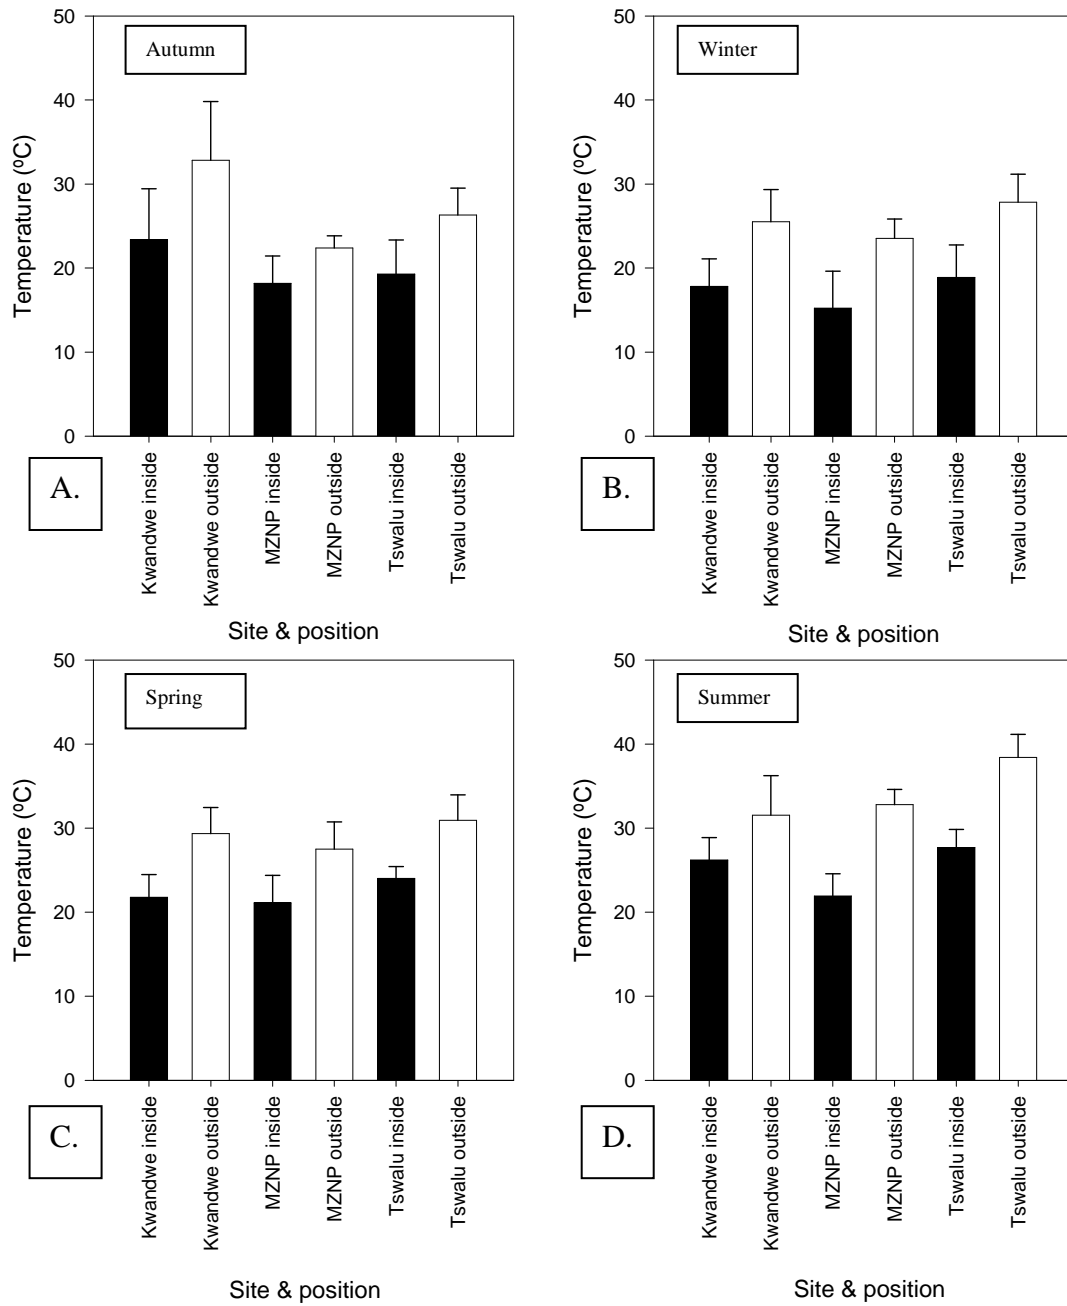 Autumn
Temperature (ºC)
50
40
30
20
10
0
Kwandwe inside
Kwandwe outside
MZNP inside
MZNP outside
Tswalu inside
Tswalu outside
A.
Site & position
Winter
Temperature (ºC)
50
40
30
20
10
0
Kwandwe inside
Kwandwe outside
MZNP inside
MZNP outside
Tswalu inside
Tswalu outside
B.
Site & position
Spring
Temperature (ºC)
50
40
30
20
10
0
Kwandwe inside
Kwandwe outside
MZNP inside
MZNP outside
Tswalu inside
Tswalu outside
C.
Site & position
Summer
Temperature (ºC)
50
40
30
20
10
0
Kwandwe inside
Kwandwe outside
MZNP inside
MZNP outside
Tswalu inside
Tswalu outside
D.
Site & position